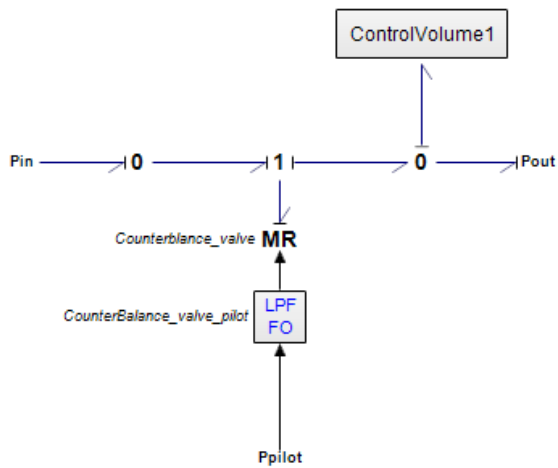 ControlVolume1
Pin 0 1 0 Pout
Counterblance_valve MR
CounterBalance_valve_pilot LPF
FO
Ppilot